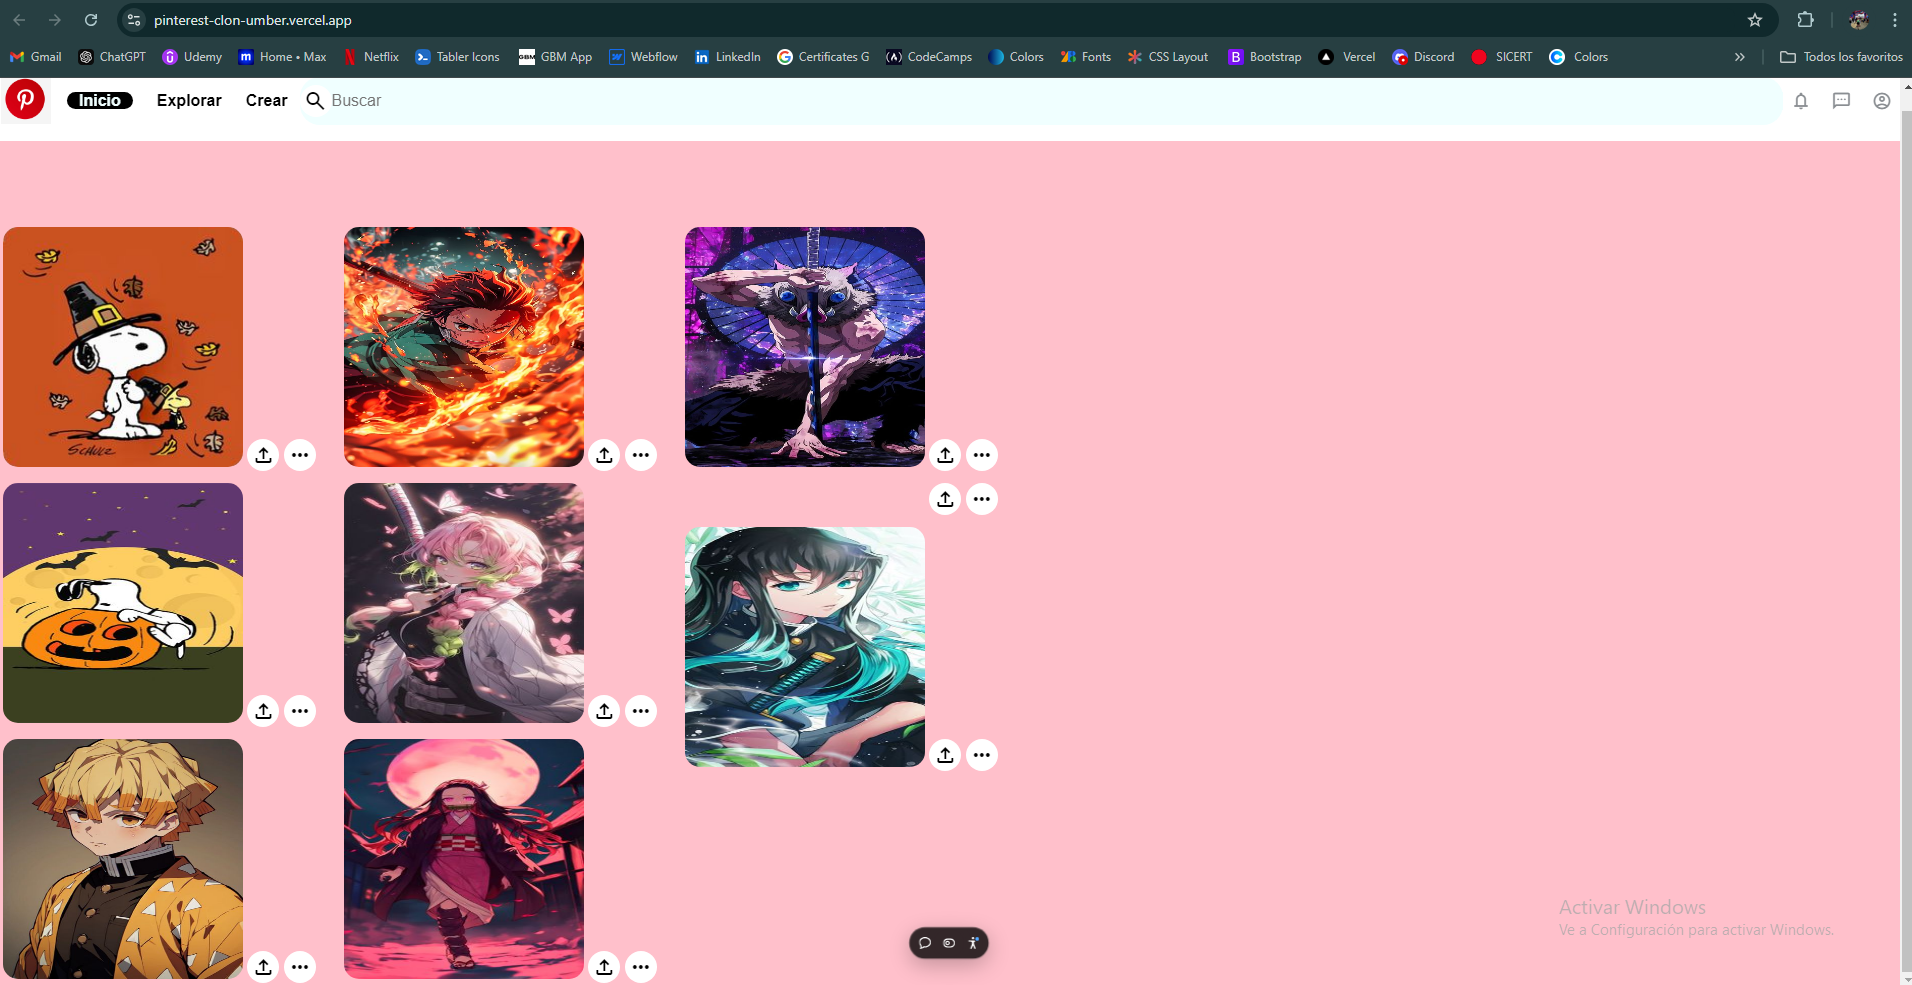 pinterest-clon-umber.vercel.app
Gmail ChatGPT Udemy Home • Max Netflix Tabler Icons GBM App Webflow LinkedIn Certificates G CodeCamps Colors Fonts CSS Layout Bootstrap Vercel Discord SICERT Colors » Todos los favoritos
Inicio Explorar Crear Buscar
SCHULZ
Activar Windows
Ve a Configuración para activar Windows.